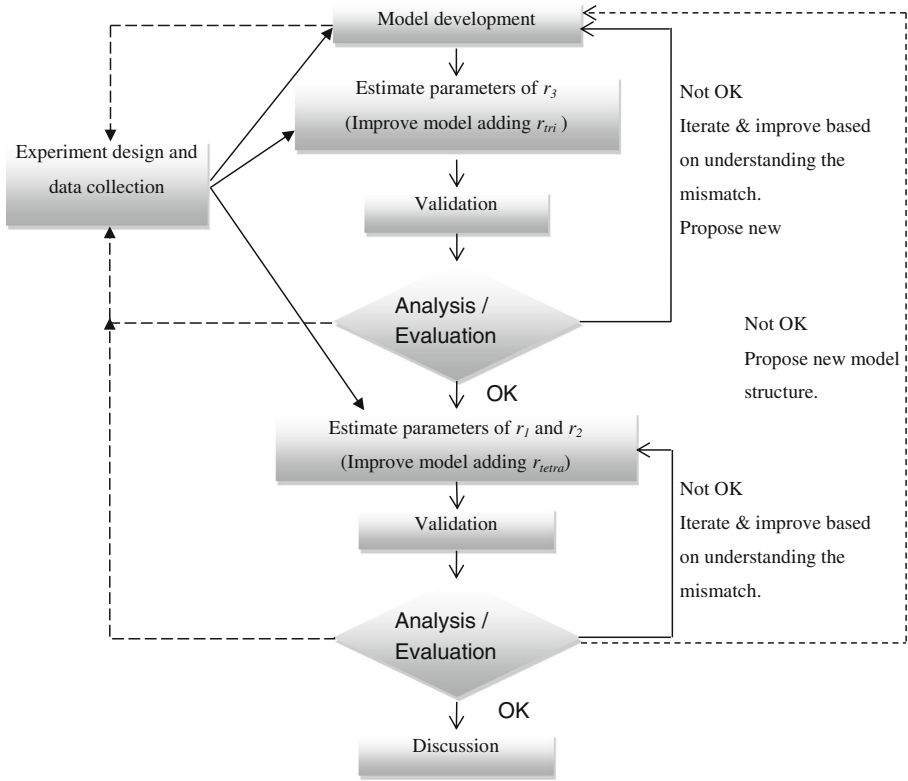 Model development
Estimate parameters of r3
(Improve model adding rtri )
Not OK
Iterate & improve based
on understanding the
mismatch.
Propose new
Experiment design and
data collection
Validation
Analysis /
Evaluation
Not OK
Propose new model
structure.
OK
Estimate parameters of r1 and r2
(Improve model adding rtetra)
Not OK
Iterate & improve based
on understanding the
mismatch.
Validation
Analysis /
Evaluation
OK
Discussion